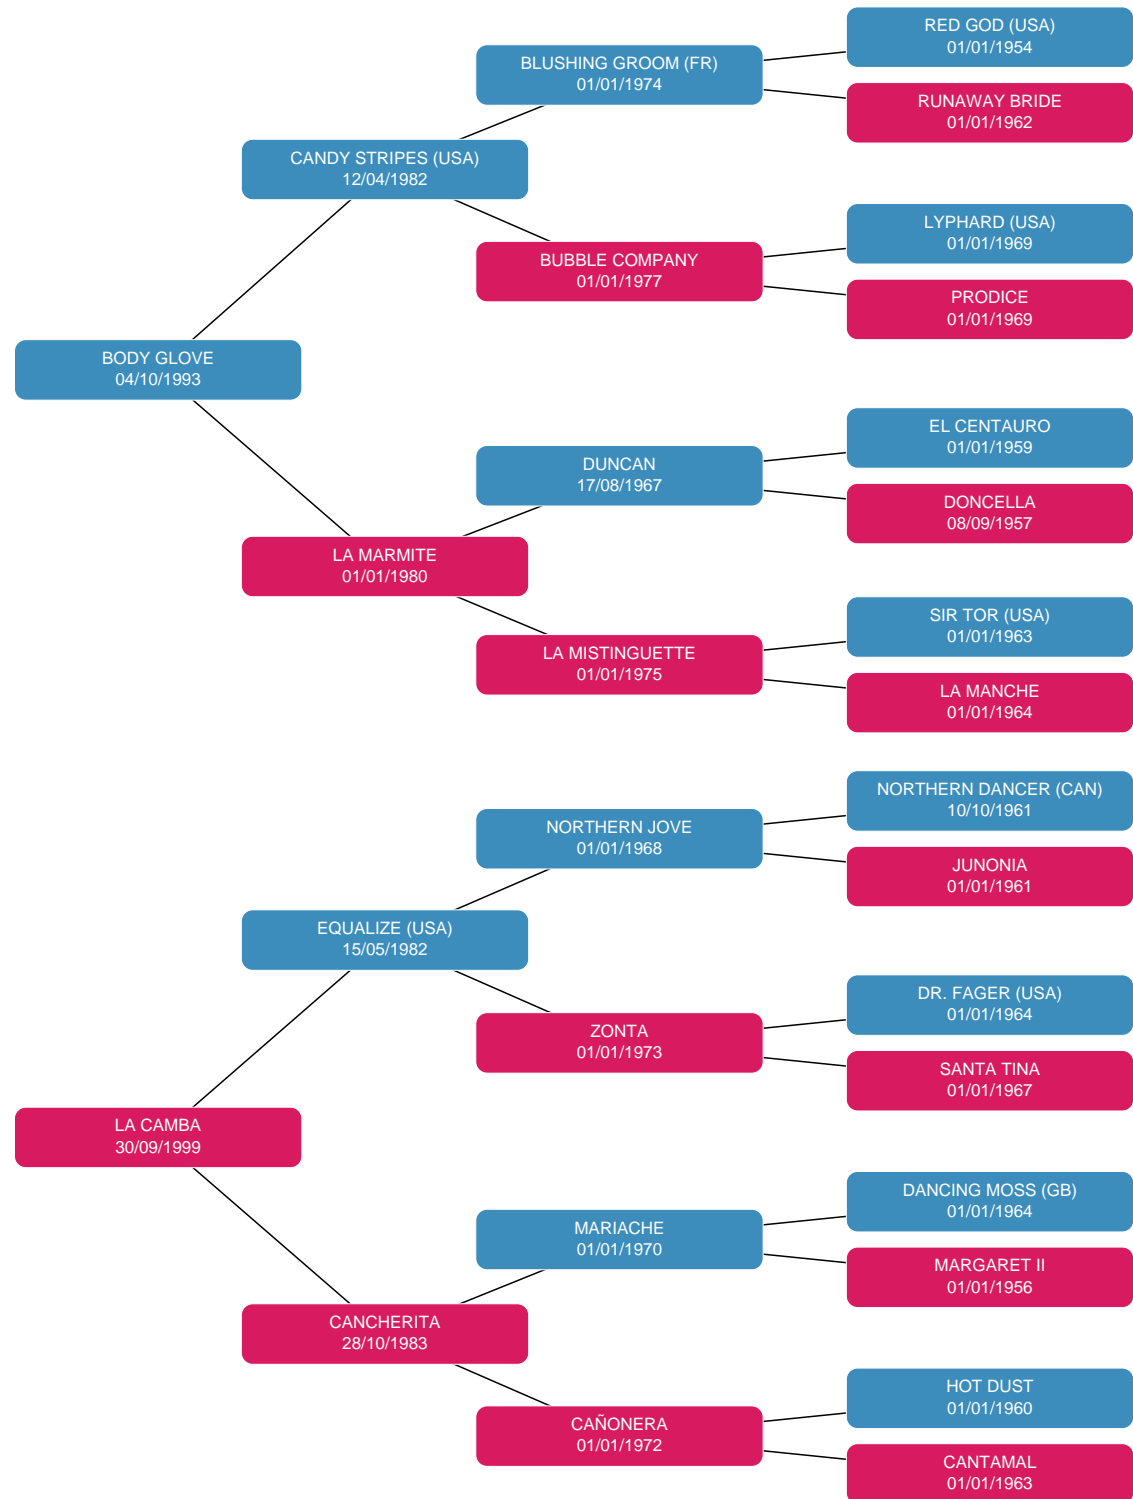 RED GOD (USA)
01/01/1954
BLUSHING GROOM (FR)
01/01/1974
RUNAWAY BRIDE
01/01/1962
CANDY STRIPES (USA)
12/04/1982
LYPHARD (USA)
01/01/1969
BUBBLE COMPANY
01/01/1977
PRODICE
01/01/1969
BODY GLOVE
04/10/1993
EL CENTAURO
01/01/1959
DUNCAN
17/08/1967
DONCELLA
08/09/1957
LA MARMITE
01/01/1980
SIR TOR (USA)
01/01/1963
LA MISTINGUETTE
01/01/1975
LA MANCHE
01/01/1964
NORTHERN DANCER (CAN)
10/10/1961
NORTHERN JOVE
01/01/1968
JUNONIA
01/01/1961
EQUALIZE (USA)
15/05/1982
DR. FAGER (USA)
01/01/1964
ZONTA
01/01/1973
SANTA TINA
01/01/1967
LA CAMBA
30/09/1999
DANCING MOSS (GB)
01/01/1964
MARIACHE
01/01/1970
MARGARET II
01/01/1956
CANCHERITA
28/10/1983
HOT DUST
01/01/1960
CAÑONERA
01/01/1972
CANTAMAL
01/01/1963